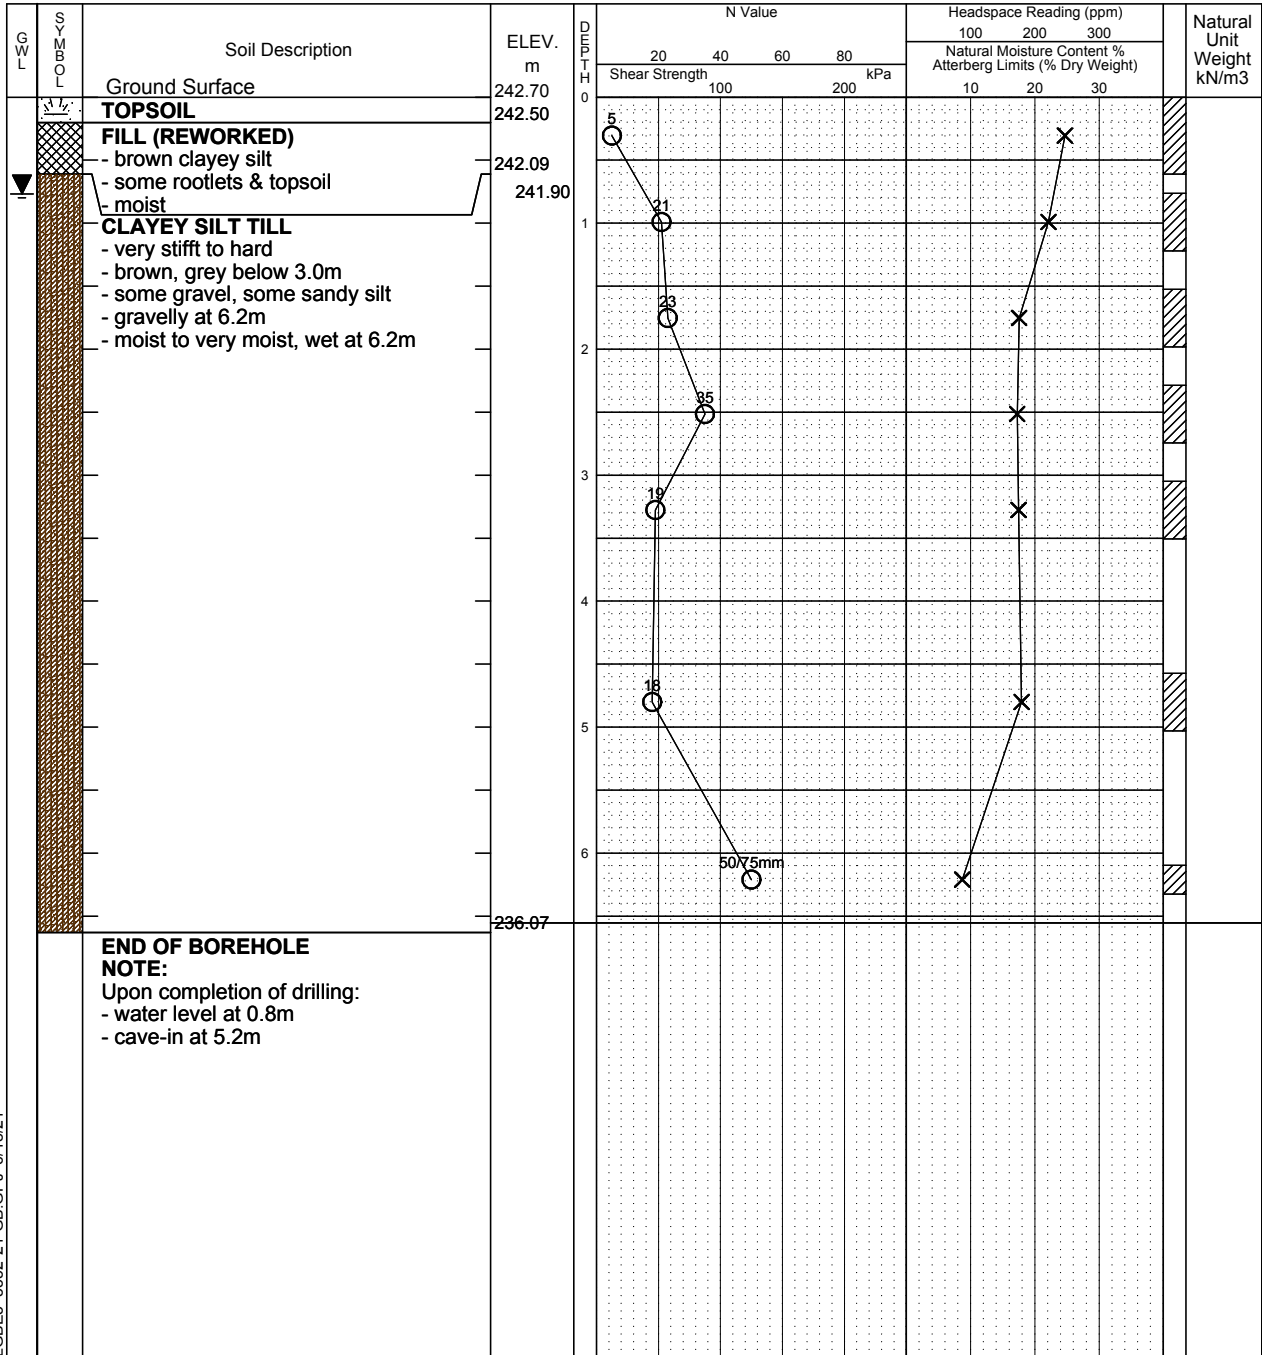 GWL
SYMBOL
Soil Description
Ground Surface
ELEV.
m
242.70
DEPTH
N Value
20 40 60 80
Shear Strength kPa
100 200
Headspace Reading (ppm)
100 200 300
Natural Moisture Content %
Atterberg Limits (% Dry Weight)
10 20 30
Natural
Unit
Weight
kN/m3
0
TOPSOIL
242.50
FILL (REWORKED)
- brown clayey silt
242.09
- some rootlets & topsoil
241.90
- moist
CLAYEY SILT TILL
- very stifft to hard
- brown, grey below 3.0m
- some gravel, some sandy silt
- gravelly at 6.2m
- moist to very moist, wet at 6.2m
5
21
1
23
2
35
3
19
4
18
5
6
50/75mm
236.07
END OF BOREHOLE
NOTE:
Upon completion of drilling:
- water level at 0.8m
- cave-in at 5.2m